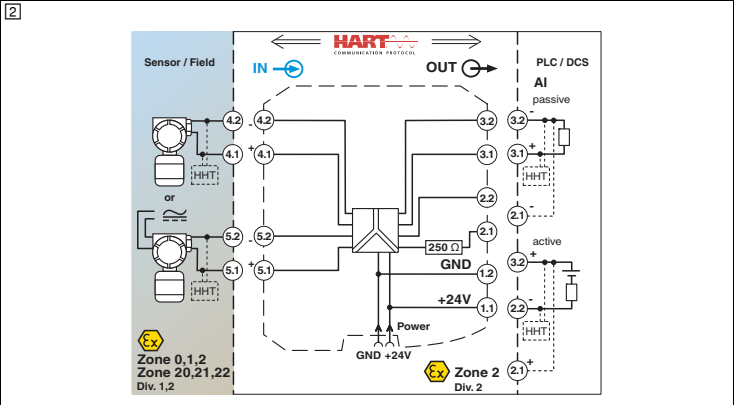 2
HART
COMMUNICATION PROTOCOL
Sensor / Field
IN
OUT
PLC / DCS
AI
passive
4.2
-
4.2
3.2
3.2
-
+
4.1
4.1
3.1
3.1
+
HHT
HHT
or
2.2
2.1
-
5.2
-
5.2
2.1
250 Ω
active
+
5.1
5.1
GND
1.2
3.2
+
HHT
+24V
1.1
2.2
-
Power
HHT
GND +24V
Ex
Zone 0,1,2
Zone 20,21,22
Div. 1,2
Ex
Zone 2
Div. 2
2.1
+